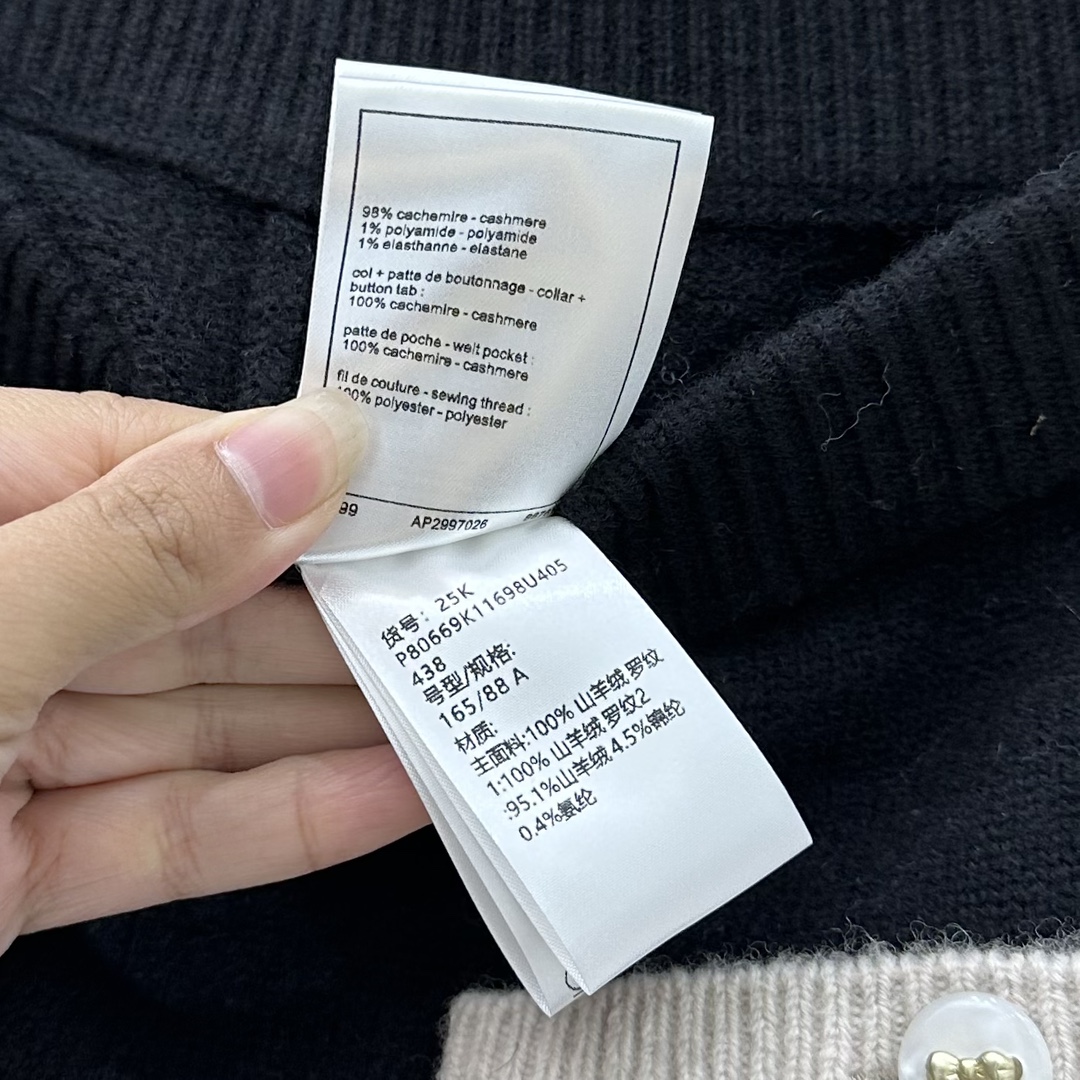 98% cachemire - cashmere
1% polyamide - polyamide
1% elasthanne - elastane
col + patte de boutonnage - collar +
button tab :
100% cachemire - cashmere
patte de poche - welt pocket :
100% cachemire - cashmere
fil de couture - sewing thread :
100% polyester - polyester
99 AP2997026
货号: 25K
P80669K11698U405
438
号型/规格:
165/88 A
材质:
主面料:100% 山羊绒 罗纹
1:100% 山羊绒 罗纹2
:95.1%山羊绒 4.5%锦纶
0.4%氨纶